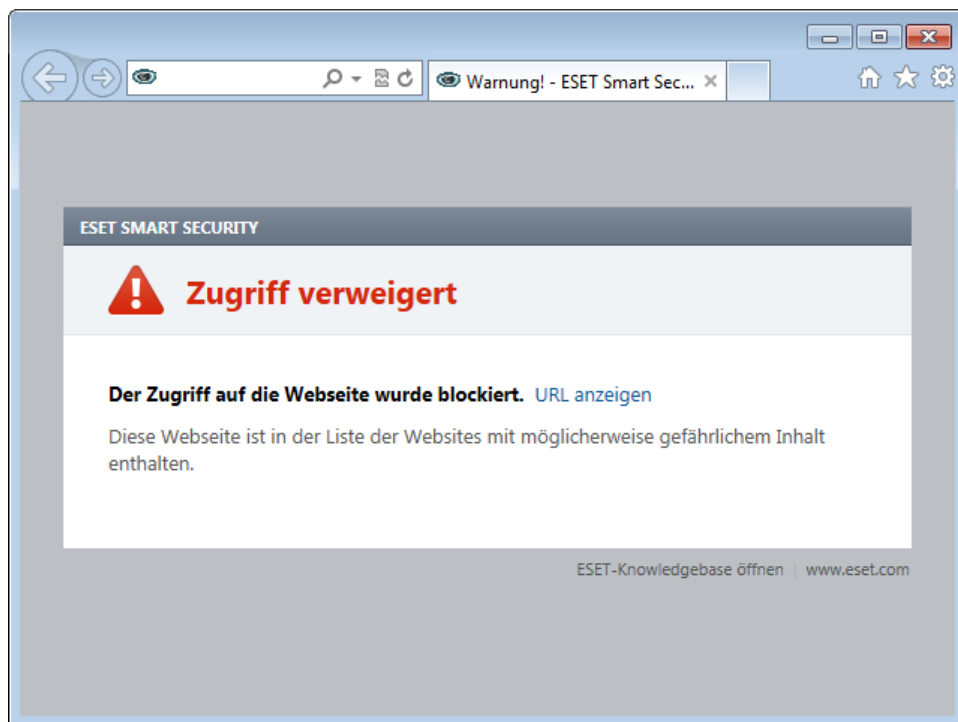 Warnung! - ESET Smart Sec...
ESET SMART SECURITY
Zugriff verweigert
Der Zugriff auf die Webseite wurde blockiert. URL anzeigen
Diese Webseite ist in der Liste der Websites mit möglicherweise gefährlichem Inhalt
enthalten.
ESET-Knowledgebase öffnen | www.eset.com